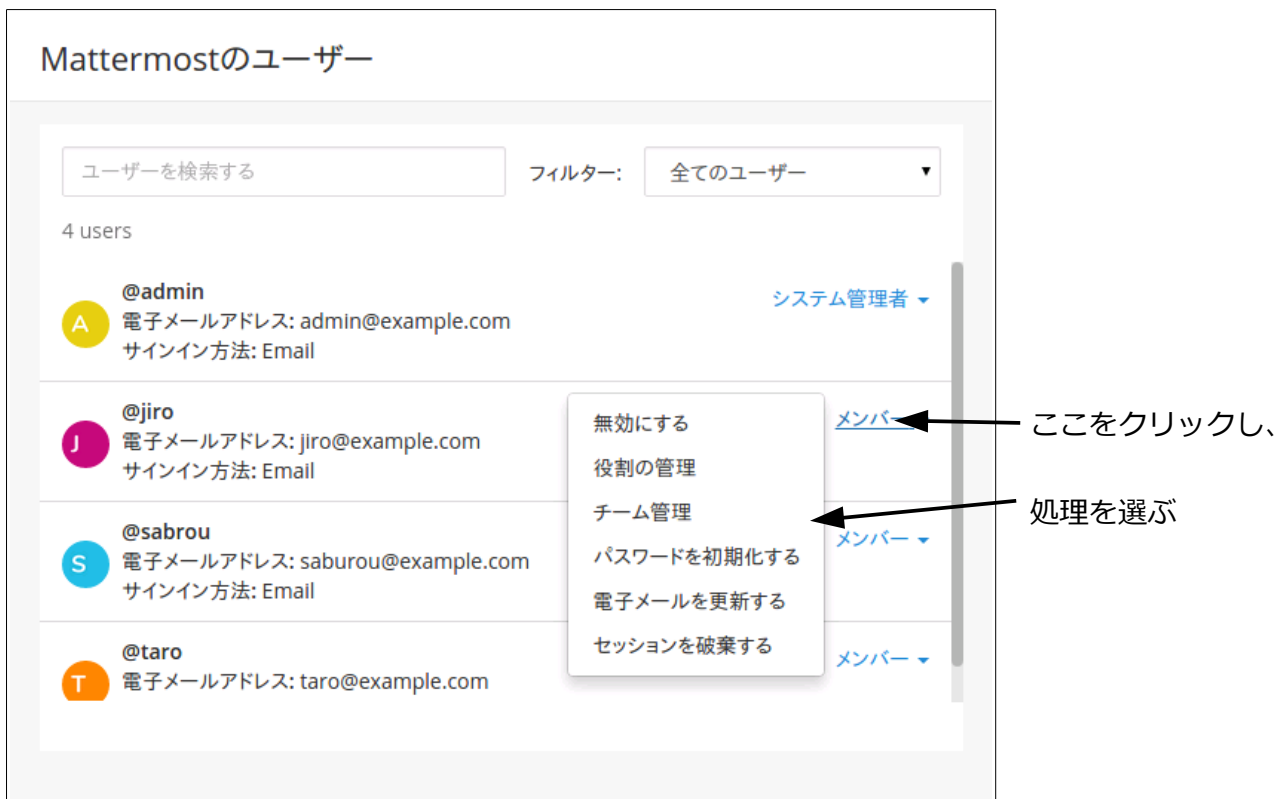 Mattermostのユーザー
ユーザーを検索する
フィルター:
全てのユーザー
4 users
A
@admin
電子メールアドレス: admin@example.com
サインイン方法: Email
システム管理者
J
@jiro
電子メールアドレス: jiro@example.com
サインイン方法: Email
メンバー
無効にする
役割の管理
チーム管理
パスワードを初期化する
電子メールを更新する
セッションを破棄する
ここをクリックし、
処理を選ぶ
S
@sabrou
電子メールアドレス: saburou@example.com
サインイン方法: Email
メンバー
T
@taro
電子メールアドレス: taro@example.com
メンバー